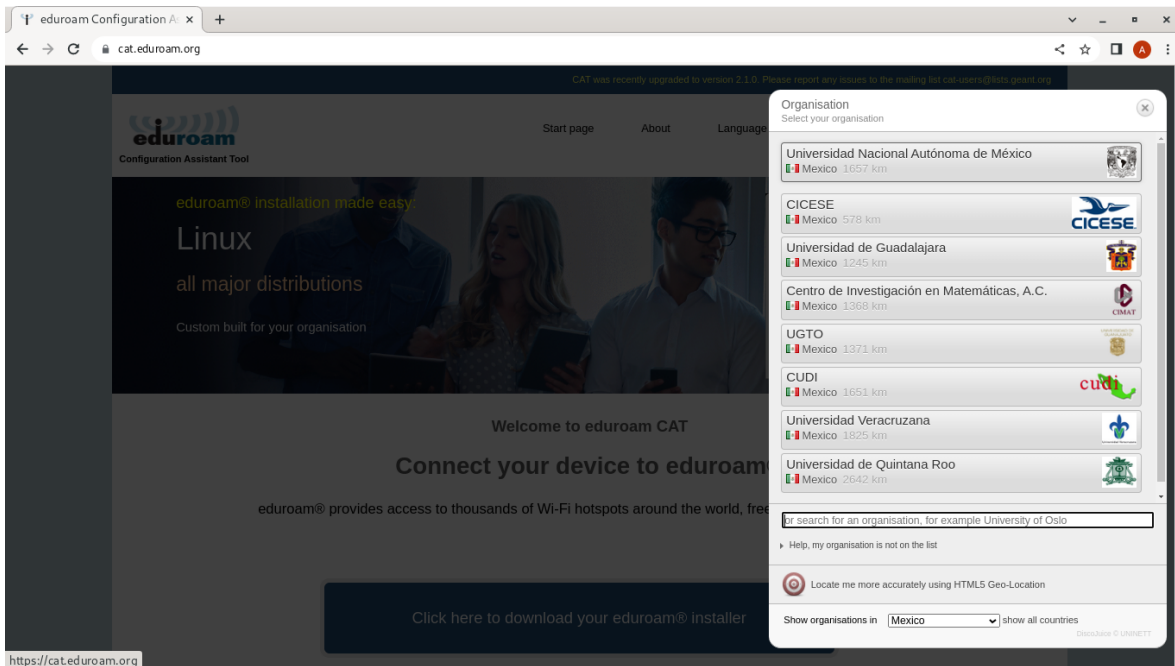 eduroam Configuration A
cat.eduroam.org
A
CAT was recently upgraded to version 2.1.0. Please report any issues to the mailing list cat-users@lists.geant.org
eduroam
Configuration Assistant Tool
Start page
About
Language
eduroam® installation made easy:
Linux
all major distributions
Custom built for your organisation
Welcome to eduroam CAT
Connect your device to eduroam
eduroam® provides access to thousands of Wi-Fi hotspots around the world, free
Click here to download your eduroam® installer
https://cat.eduroam.org
Organisation
Select your organisation
Universidad Nacional Autónoma de México
Mexico 1657 km
CICESE
Mexico 578 km
CICESE
Universidad de Guadalajara
Mexico 1245 km
Centro de Investigación en Matemáticas, A.C.
Mexico 1368 km
CIMAT
UGTO
Mexico 1371 km
CUDI
Mexico 1651 km
cudi
Universidad Veracruzana
Mexico 1825 km
Universidad de Quintana Roo
Mexico 2642 km
or search for an organisation, for example University of Oslo
Help, my organisation is not on the list
Locate me more accurately using HTML5 Geo-Location
Show organisations in Mexico show all countries
DiscoJuice © UNINETT